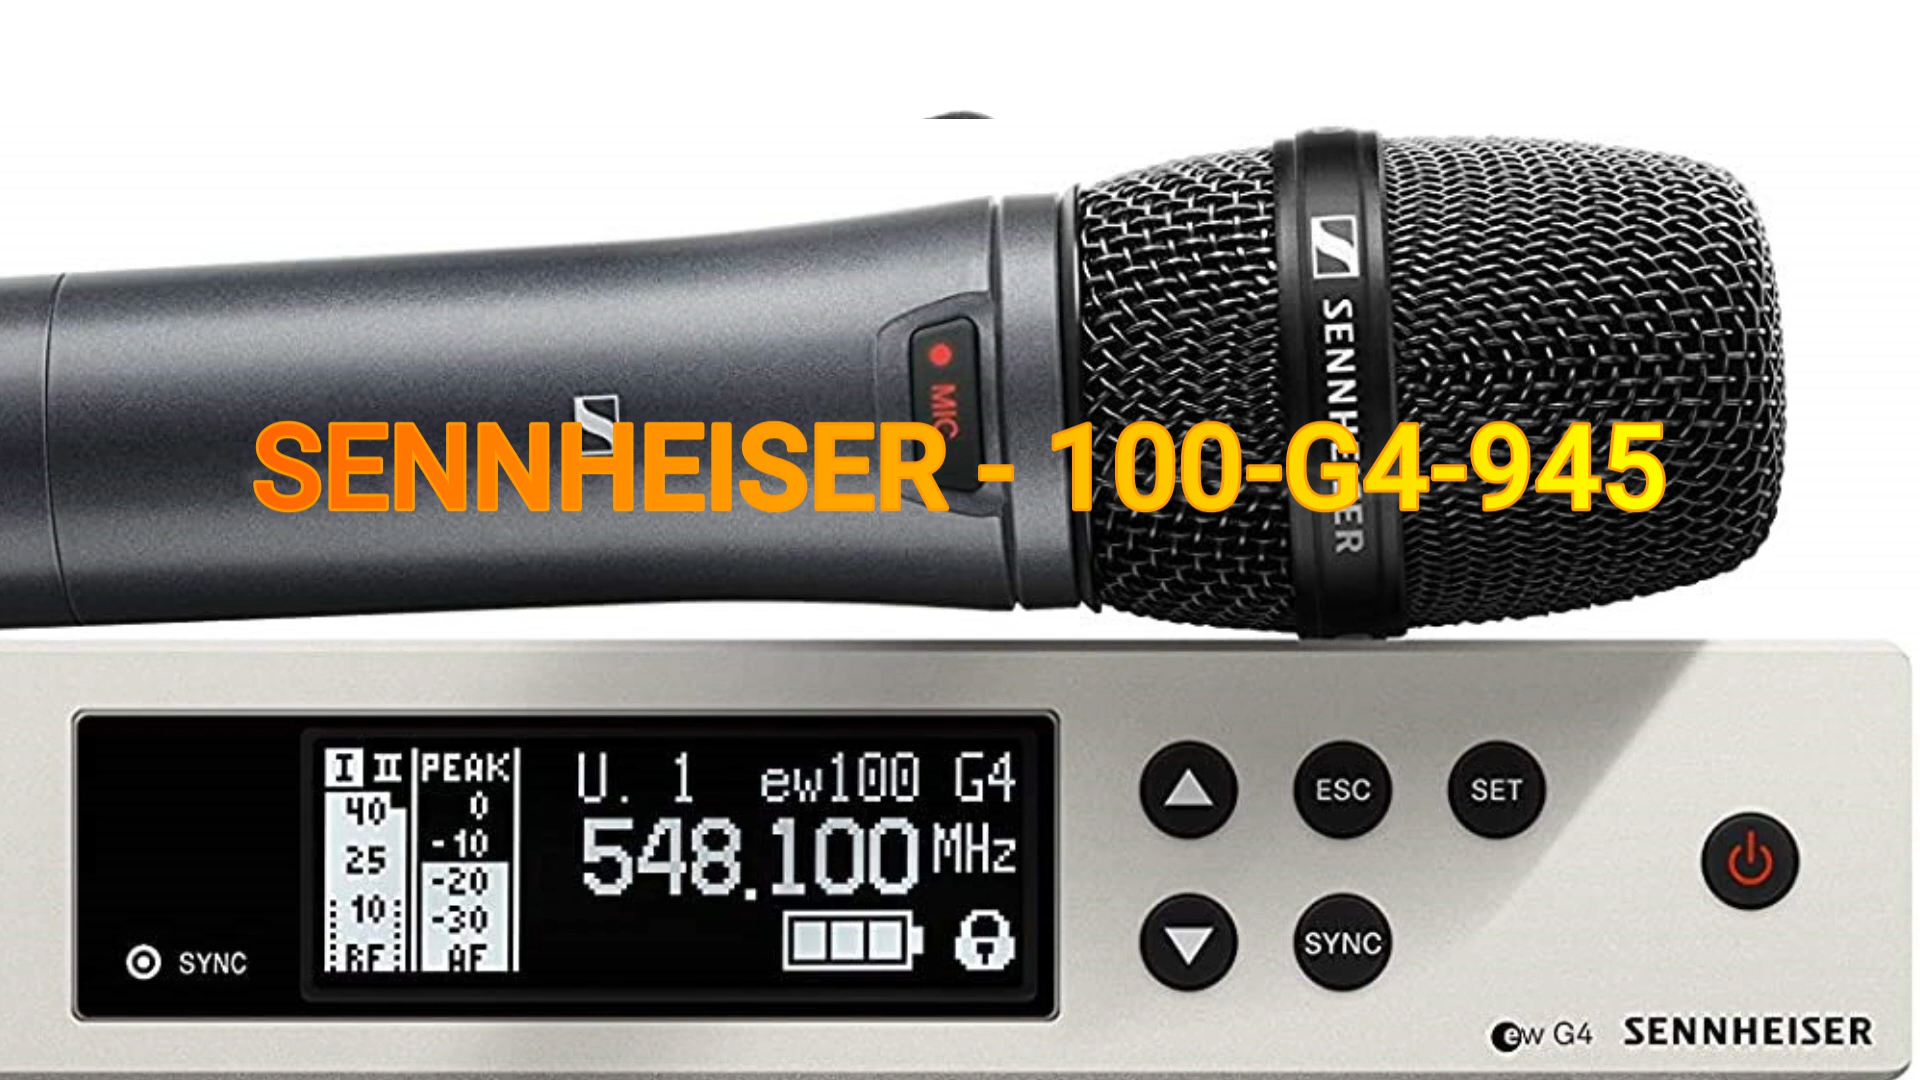 MIC
SENNHEISER
SENNHEISER - 100-G4-945
I II PEAK
U. 1 ew100 G4
40
0
-10
548.100 MHz
25
-20
10
-30
RF AF
SYNC
ESC
SET
SYNC
ew G4 SENNHEISER